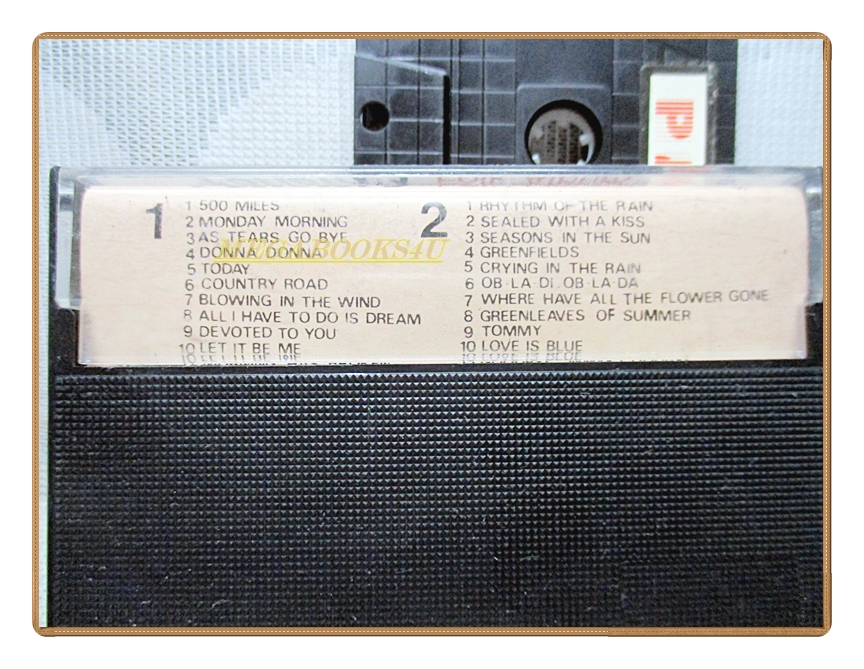 1
1 500 MILES
2 MONDAY MORNING
3 AS TEARS GO BYE
4 DONNA DONNA
5 TODAY
6 COUNTRY ROAD
7 BLOWING IN THE WIND
8 ALL I HAVE TO DO IS DREAM
9 DEVOTED TO YOU
10 LET IT BE ME
2
1 RHYTHM OF THE RAIN
2 SEALED WITH A KISS
3 SEASONS IN THE SUN
4 GREENFIELDS
5 CRYING IN THE RAIN
6 OB-LA-DI. OB-LA-DA
7 WHERE HAVE ALL THE FLOWER GONE
8 GREENLEAVES OF SUMMER
9 TOMMY
10 LOVE IS BLUE
MEGA BOOKS4U